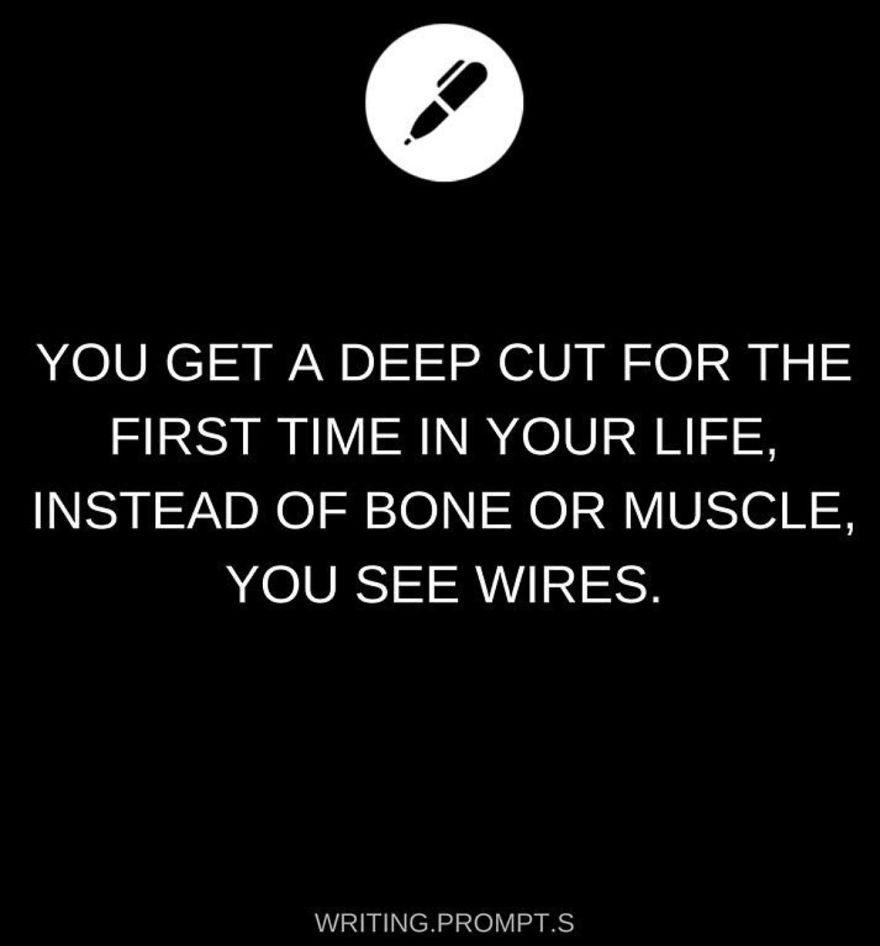 YOU GET A DEEP CUT FOR THE
FIRST TIME IN YOUR LIFE,
INSTEAD OF BONE OR MUSCLE,
YOU SEE WIRES.
WRITING.PROMPT.S